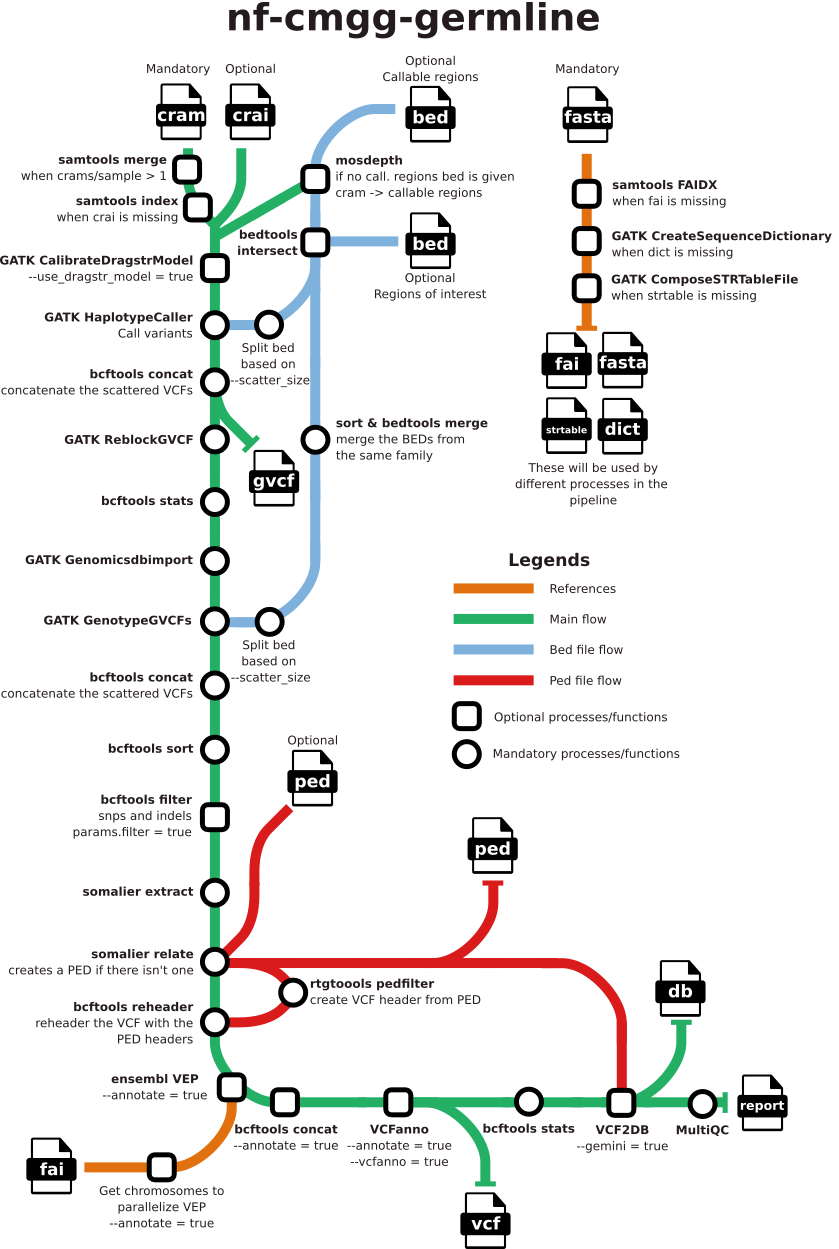 nf-cmgg-germline
Mandatory
Optional
cram
crai
samtools merge
when crams/sample > 1
samtools index
when crai is missing
Optional
Callable regions
bed
mosdepth
if no call. regions bed is given
cram -> callable regions
bedtools
intersect
bed
Optional
Regions of interest
Mandatory
fasta
samtools FAIDX
when fai is missing
GATK CreateSequenceDictionary
when dict is missing
GATK ComposeSTRTableFile
when strtable is missing
fai
fasta
strtable
dict
These will be used by
different processes in the
pipeline
GATK CalibrateDragstrModel
--use_dragstr_model = true
GATK HaplotypeCaller
Call variants
Split bed
based on
--scatter_size
bcftools concat
concatenate the scattered VCFs
GATK ReblockGVCF
gvcf
sort & bedtools merge
merge the BEDs from
the same family
bcftools stats
GATK Genomicsdbimport
GATK GenotypeGVCFs
Split bed
based on
--scatter_size
bcftools concat
concatenate the scattered VCFs
Legends
References
Main flow
Bed file flow
Ped file flow
Optional processes/functions
Mandatory processes/functions
bcftools sort
Optional
ped
bcftools filter
snps and indels
params.filter = true
ped
somalier extract
somalier relate
creates a PED if there isn't one
rtgtoools pedfilter
create VCF header from PED
bcftools reheader
reheader the VCF with the
PED headers
db
ensembl VEP
--annotate = true
bcftools concat
--annotate = true
VCFanno
--annotate = true
--vcfanno = true
bcftools stats
VCF2DB
--gemini = true
MultiQC
report
fai
Get chromosomes to
parallelize VEP
--annotate = true
vcf